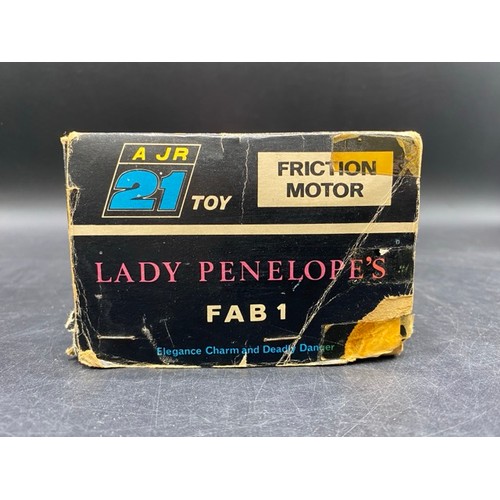 A JR
21
TOY
FRICTION
MOTOR
LADY PENELOPE'S
FAB 1
Elegance Charm and Deadly Danger